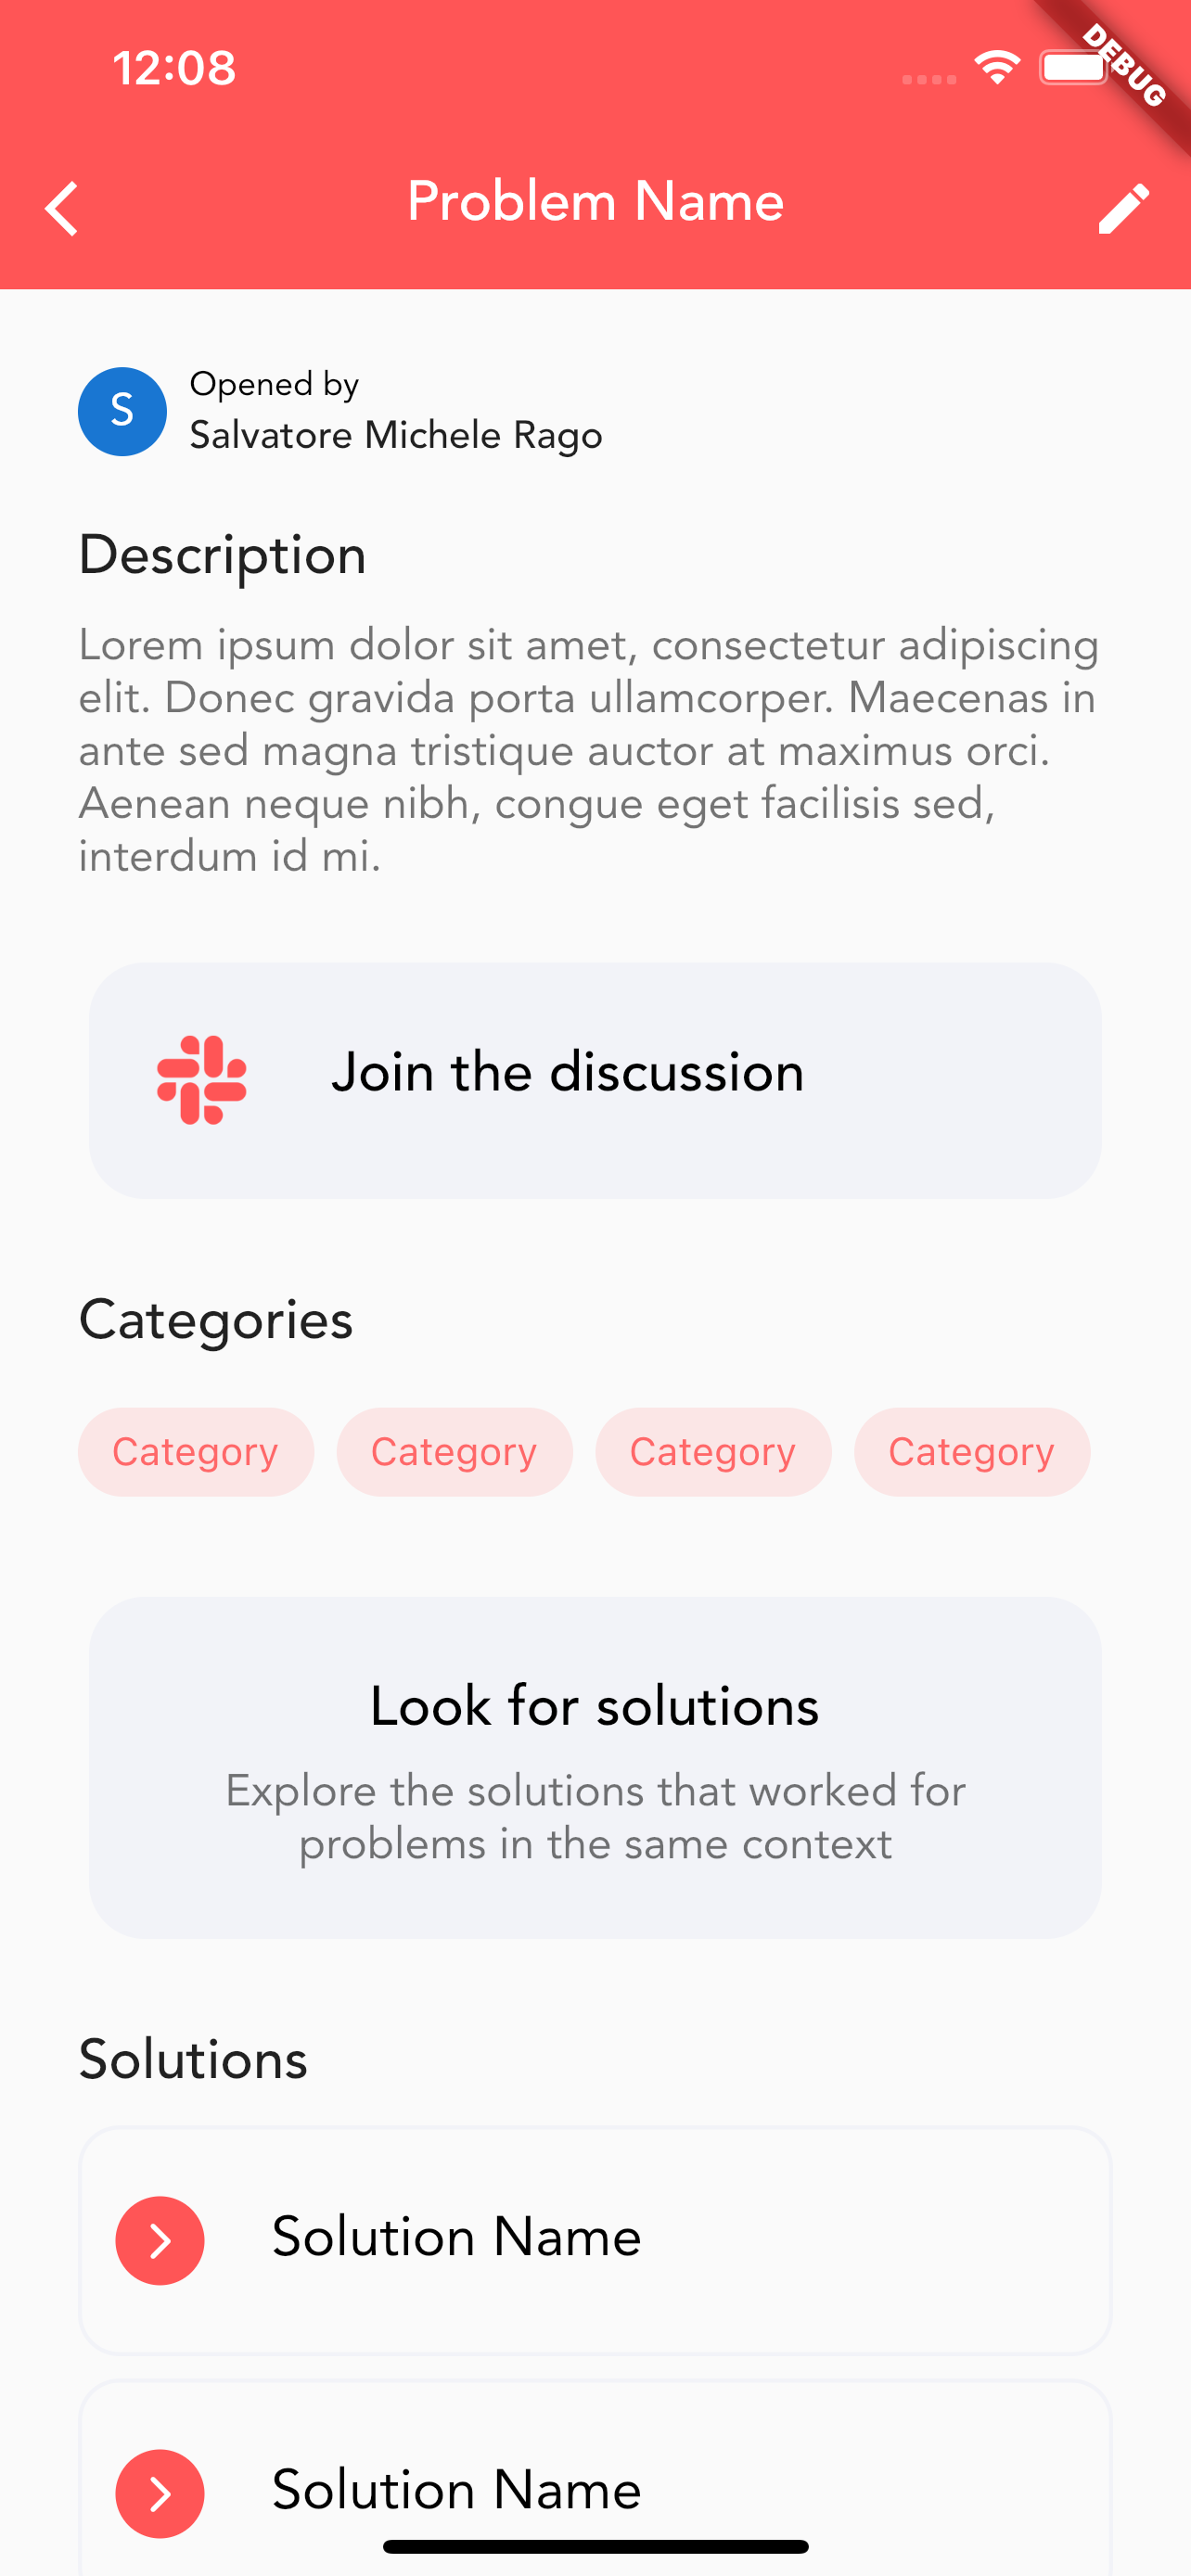 12:08
DEBUG
Problem Name
S
Opened by
Salvatore Michele Rago
Description
Lorem ipsum dolor sit amet, consectetur adipiscing
elit. Donec gravida porta ullamcorper. Maecenas in
ante sed magna tristique auctor at maximus orci.
Aenean neque nibh, congue eget facilisis sed,
interdum id mi.
Join the discussion
Categories
Category Category Category Category
Look for solutions
Explore the solutions that worked for
problems in the same context
Solutions
Solution Name
Solution Name